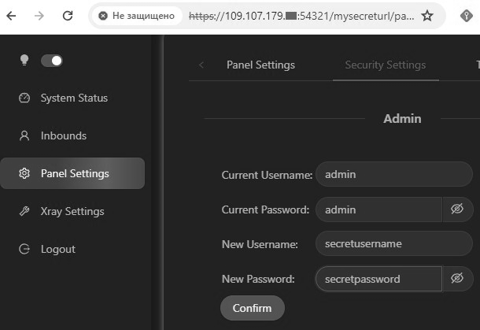 Не защищено
https://109.107.179.
:54321/mysecreturl/pa...
Panel Settings
Security Settings
System Status
Inbounds
Panel Settings
Xray Settings
Logout
Admin
Current Username: admin
Current Password: admin
New Username: secretusername
New Password: secretpassword
Confirm